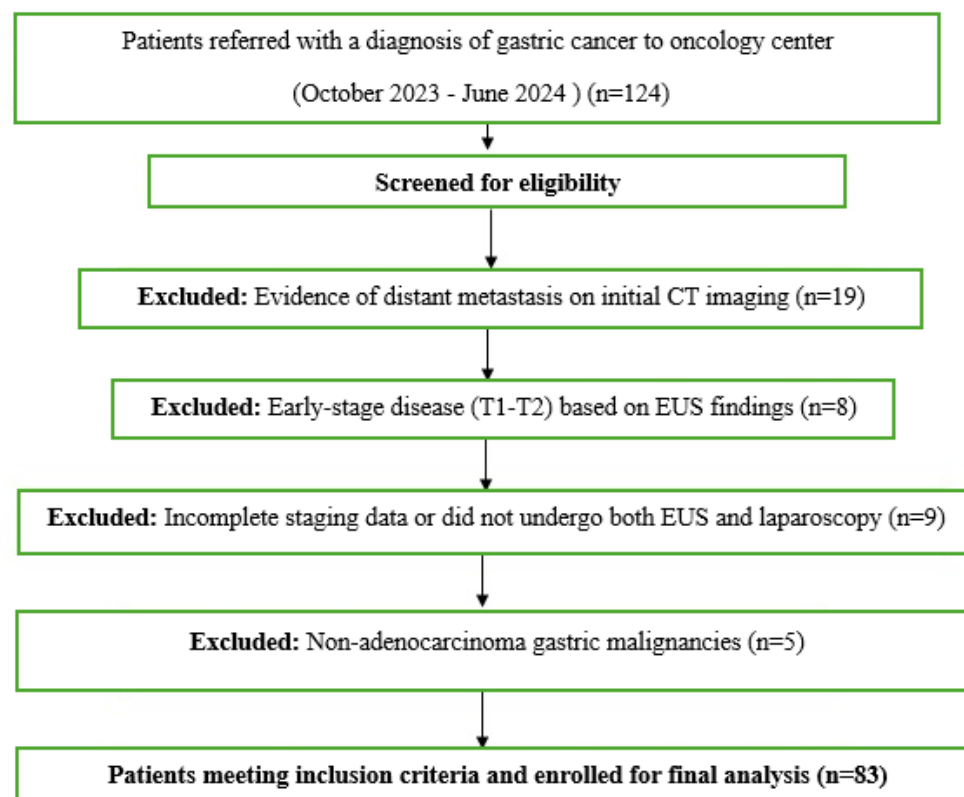 Patients referred with a diagnosis of gastric cancer to oncology center
(October 2023 - June 2024 ) (n=124)
Screened for eligibility
Excluded: Evidence of distant metastasis on initial CT imaging (n=19)
Excluded: Early-stage disease (T1-T2) based on EUS findings (n=8)
Excluded: Incomplete staging data or did not undergo both EUS and laparoscopy (n=9)
Excluded: Non-adenocarcinoma gastric malignancies (n=5)
Patients meeting inclusion criteria and enrolled for final analysis (n=83)